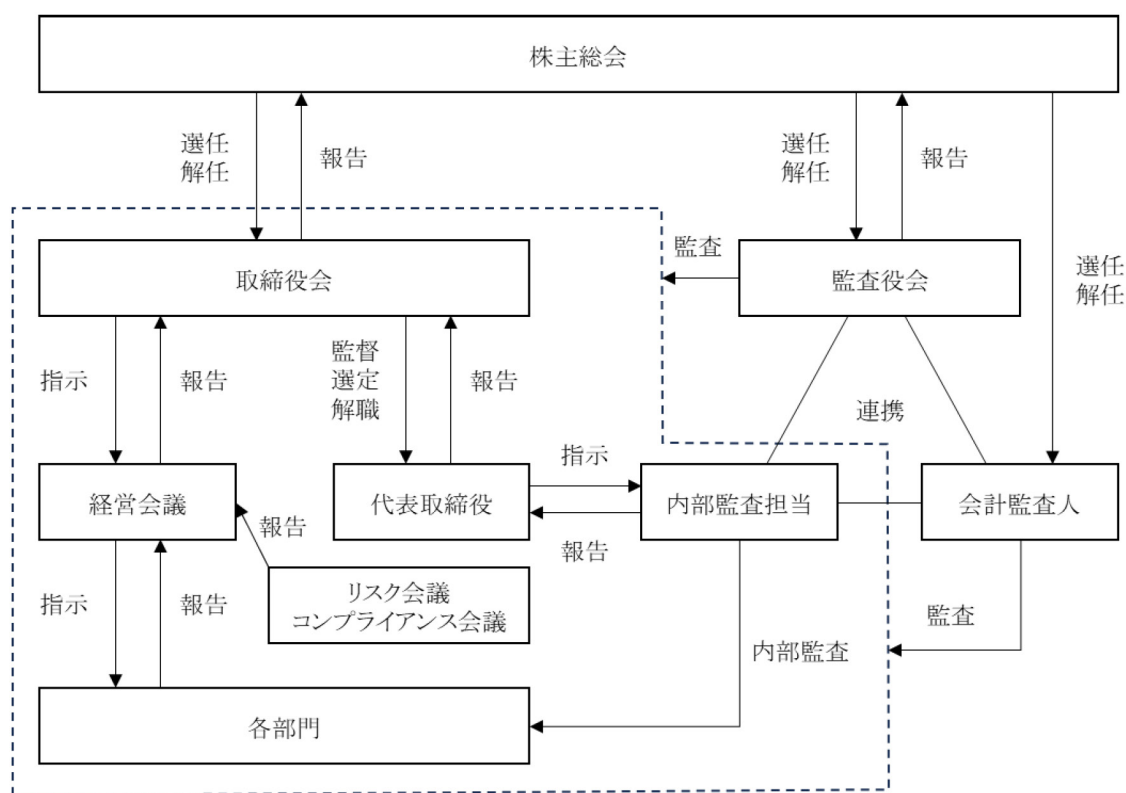 株主総会
選任
解任
報告
選任
解任
報告
選任
解任
監査
取締役会
監査役会
指示
報告
監督
選定
解職
報告
連携
指示
経営会議
代表取締役
内部監査担当
会計監査人
報告
報告
リスク会議
コンプライアンス会議
指示
報告
監査
内部監査
各部門